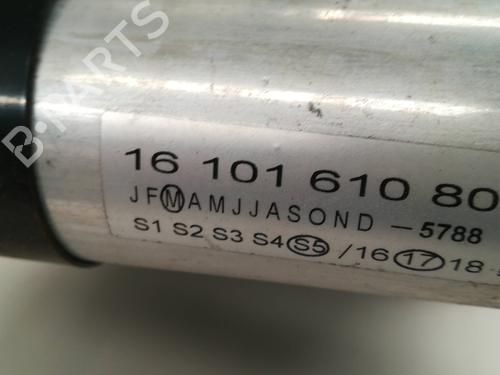 B-PARTS
16 101 610 80
JFMAMJJASOND - 5788
S1 S2 S3 S4 S5 /16 17 18